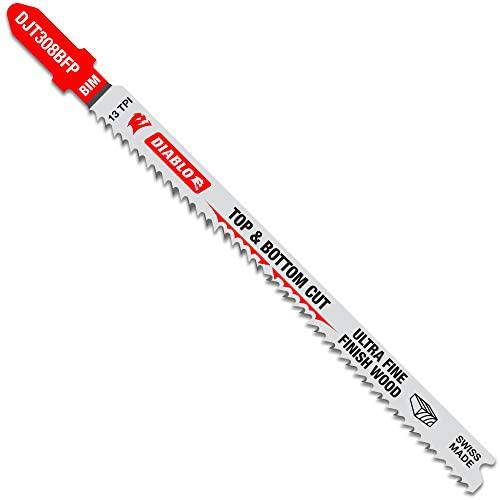 DJT308BFP
BIM
13 TPI
DIABLO
TOP & BOTTOM CUT
ULTRA FINE
FINISH WOOD
SWISS
MADE